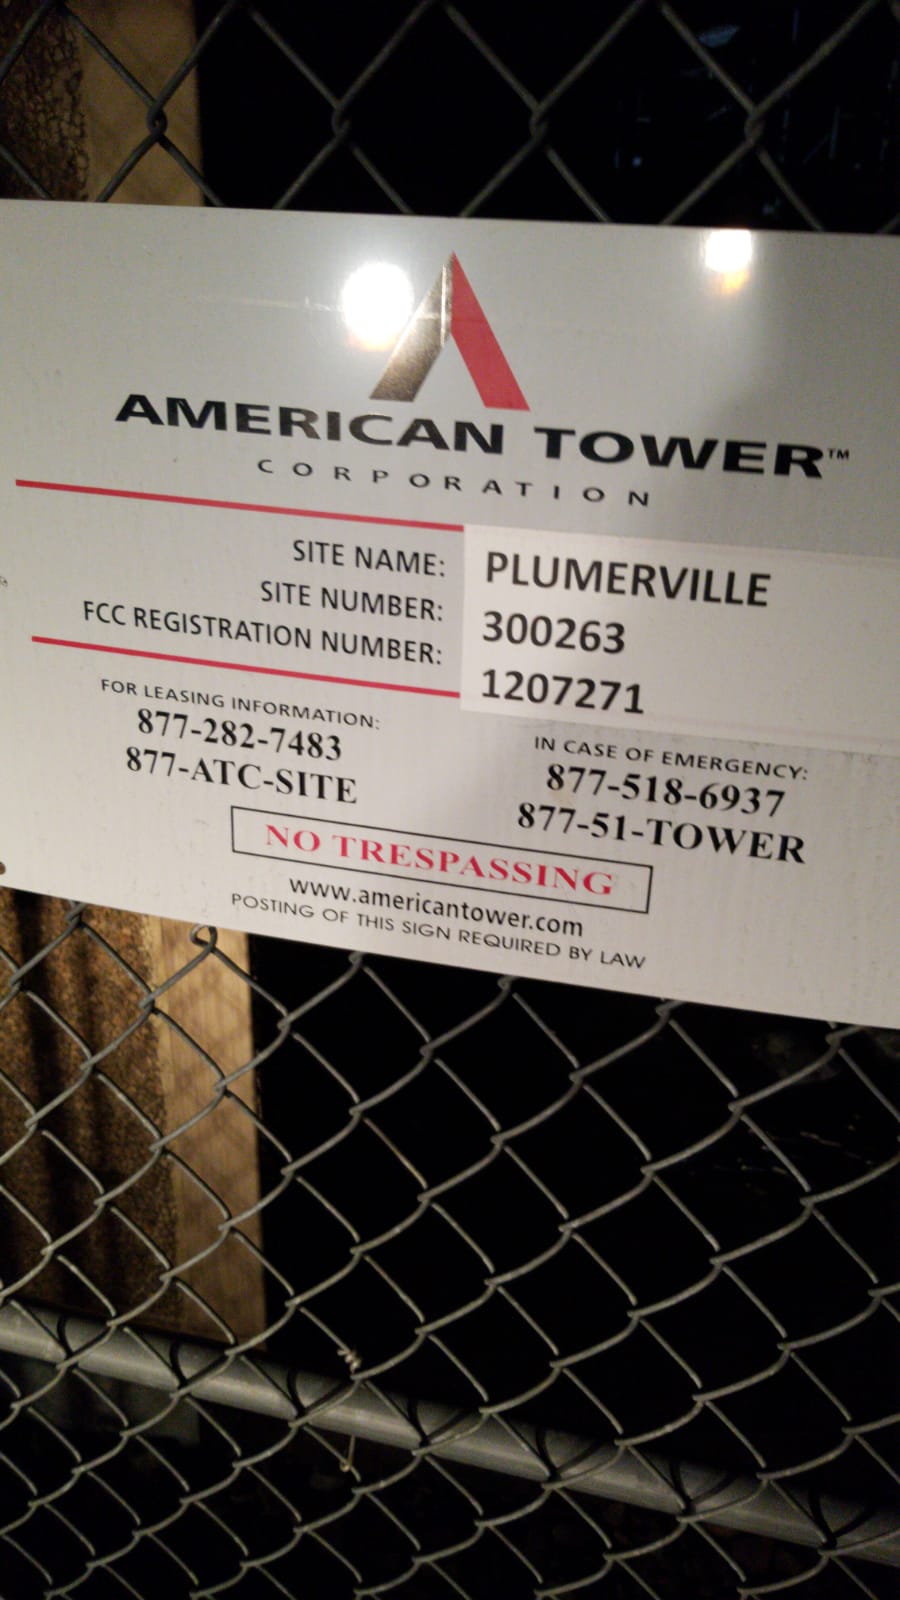 AMERICAN TOWER™
CORPORATION
SITE NAME: PLUMERVILLE
SITE NUMBER: 300263
FCC REGISTRATION NUMBER: 1207271
FOR LEASING INFORMATION:
877-282-7483
877-ATC-SITE
IN CASE OF EMERGENCY:
877-518-6937
877-51-TOWER
NO TRESPASSING
www.americantower.com
POSTING OF THIS SIGN REQUIRED BY LAW